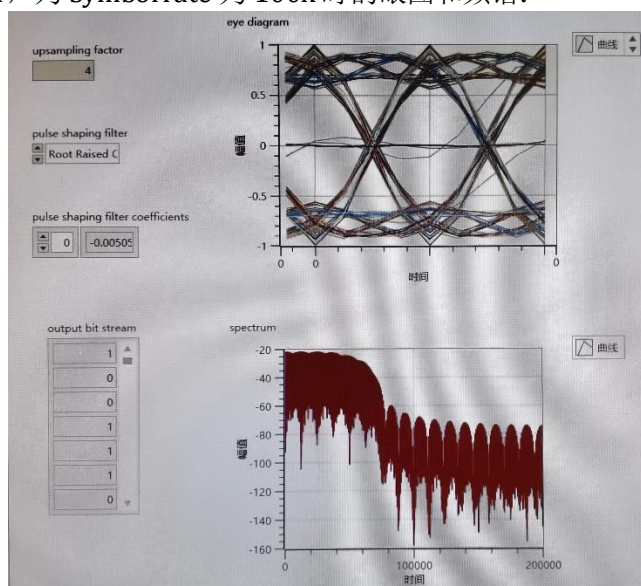 为 symbolrate 为 100k 时的眼图和频谱:
eye diagram
曲线
upsampling factor
4
1
0.5
0
-0.5
-1
幅值
pulse shaping filter
Root Raised C
pulse shaping filter coefficients
0
-0.00505
0
0
0
时间
output bit stream
1
0
0
1
1
1
0
spectrum
曲线
-20
-40
-60
-80
-100
-120
-140
-160
幅值
0
100000
200000
时间